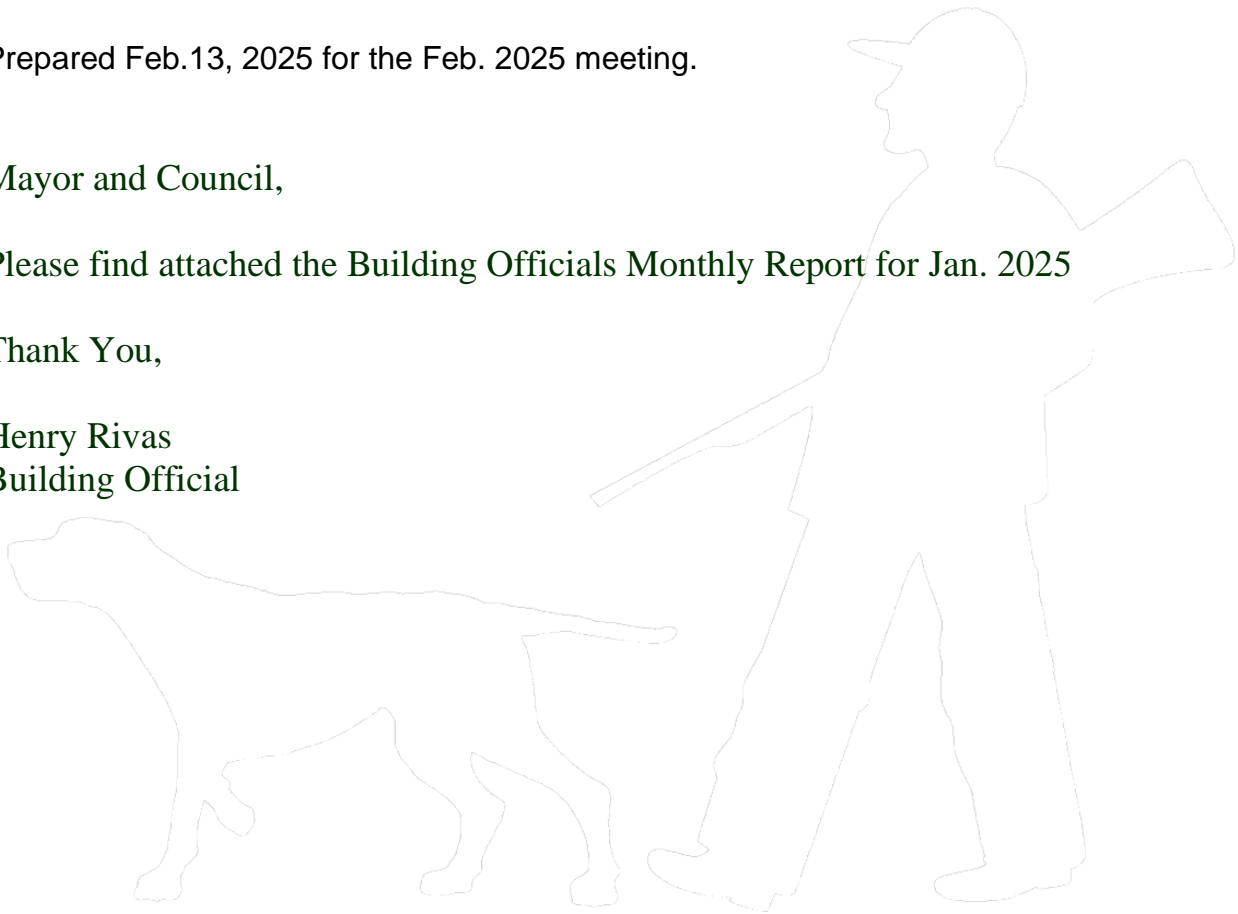 Prepared Feb.13, 2025 for the Feb. 2025 meeting.
Mayor and Council,
Please find attached the Building Officials Monthly Report for Jan. 2025
Thank You,
Henry Rivas
Building Official